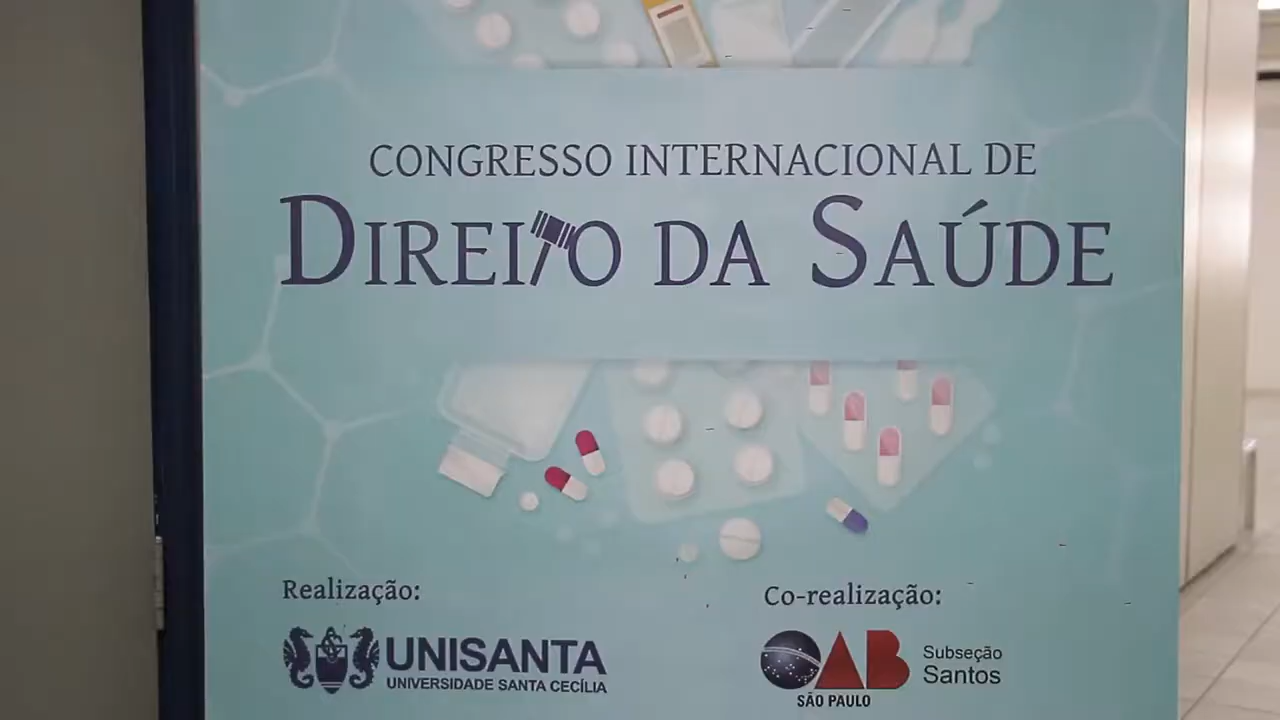 CONGRESSO INTERNACIONAL DE
DIREITO DA SAÚDE
Realização:
UNISANTA
UNIVERSIDADE SANTA CECÍLIA
Co-realização:
OAB
SÃO PAULO
Subseção
Santos